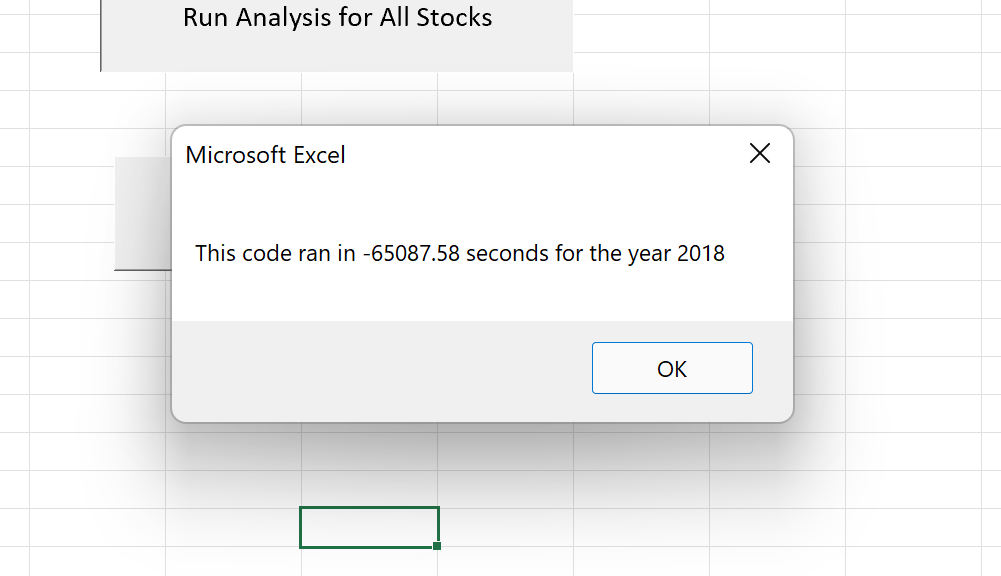 Run Analysis for All Stocks
Microsoft Excel
This code ran in -65087.58 seconds for the year 2018
OK